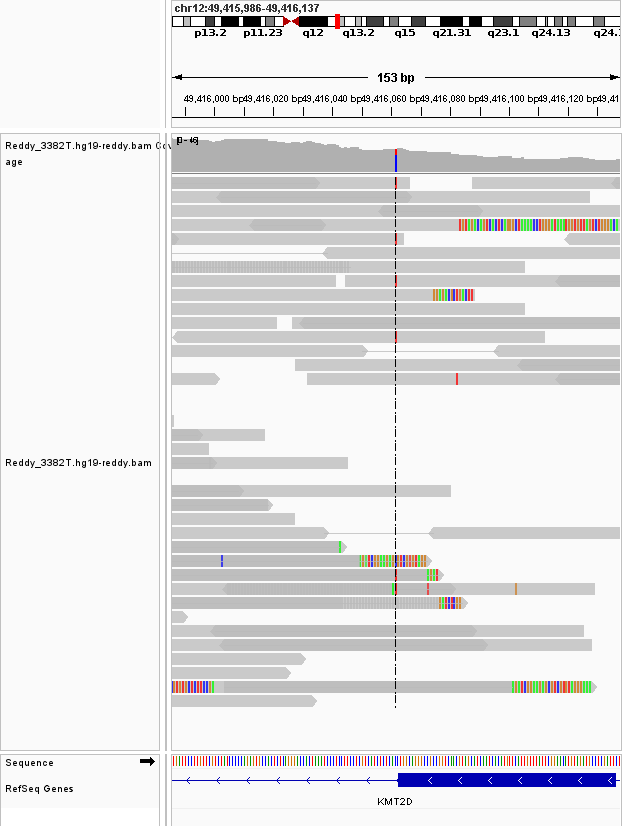 chr12:49,415,986-49,416,137
p13.2 p11.23 q12 q13.2 q15 q21.31 q23.1 q24.13 q24.
153 bp
49,416,000 bp 49,416,020 bp 49,416,040 bp 49,416,060 bp 49,416,080 bp 49,416,100 bp 49,416,120 bp 49,41
Reddy_3382T.hg19-reddy.bam Cov
age
Reddy_3382T.hg19-reddy.bam
Sequence
RefSeq Genes
KMT2D